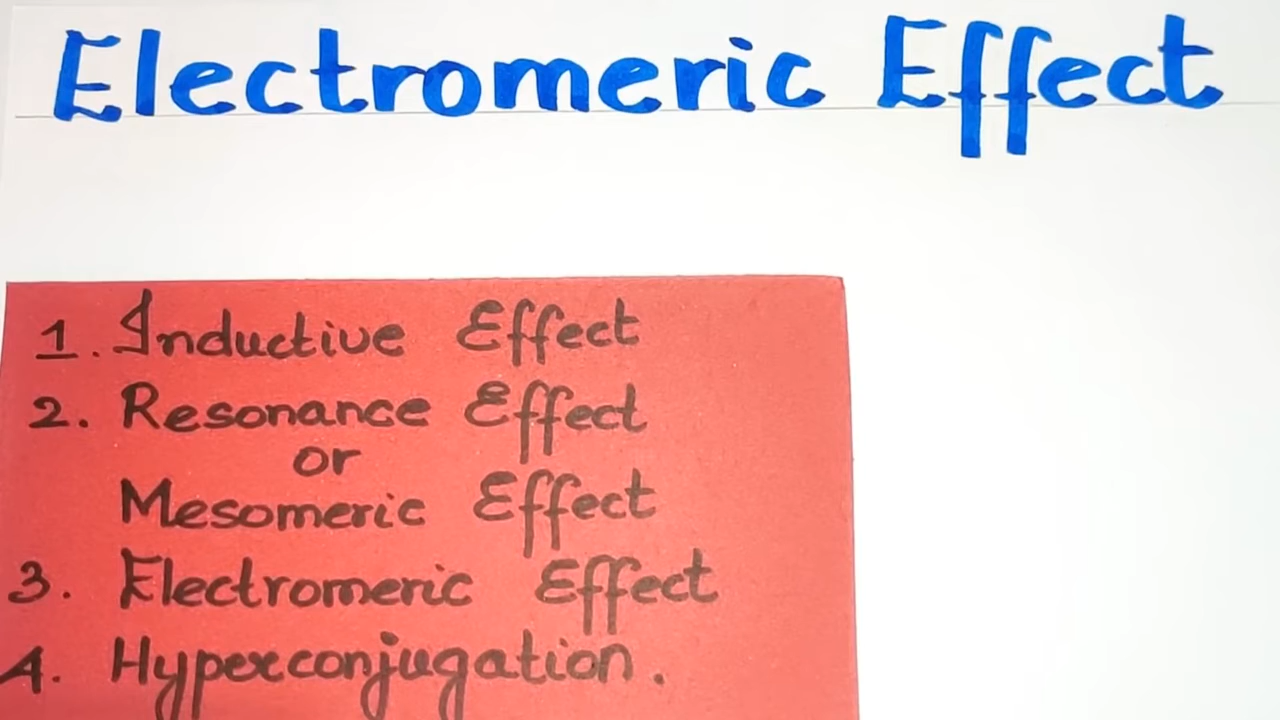 Electromeric Effect
1. Inductive Effect
2. Resonance Effect
or
Mesomeric Effect
3. Electromeric Effect
4. Hyperconjugation.